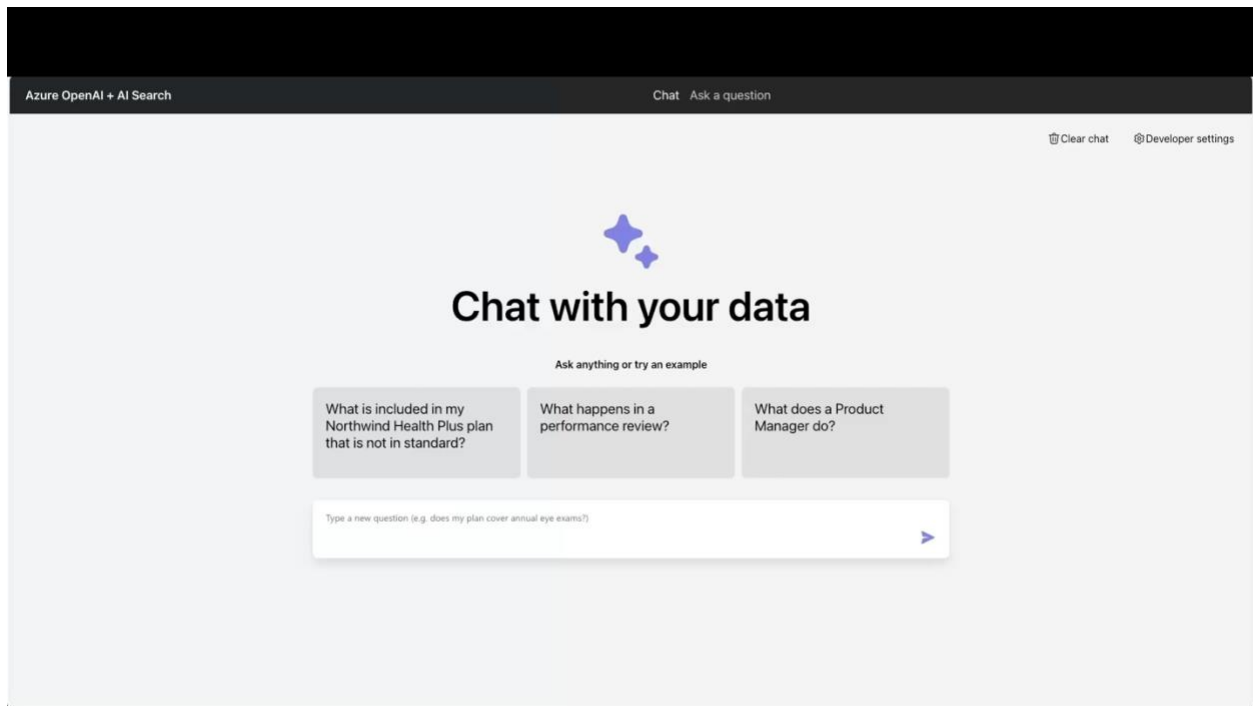 Azure OpenAI + AI Search
Chat Ask a question
Clear chat Developer settings
Chat with your data
Ask anything or try an example
What is included in my
Northwind Health Plus plan
that is not in standard?
What happens in a
performance review?
What does a Product
Manager do?
Type a new question (e.g. does my plan cover annual eye exams?)